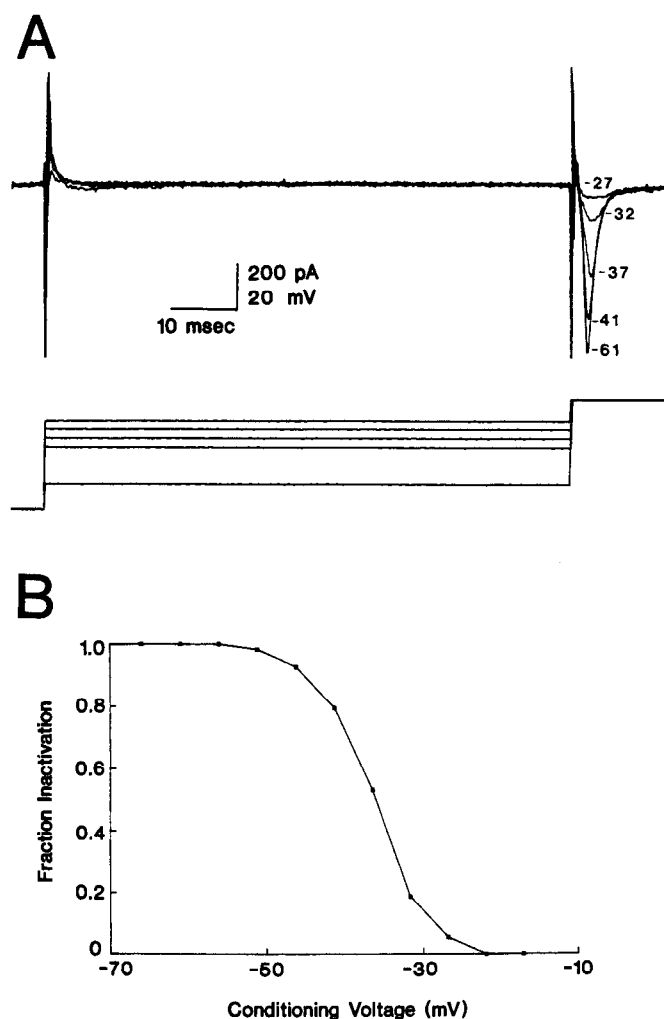 A
-27
-32
200 pA
20 mV
10 msec
-37
-41
-61
B
1.0
0.8
0.6
0.4
0.2
0
Fraction Inactivation
-70
-50
-30
-10
Conditioning Voltage (mV)